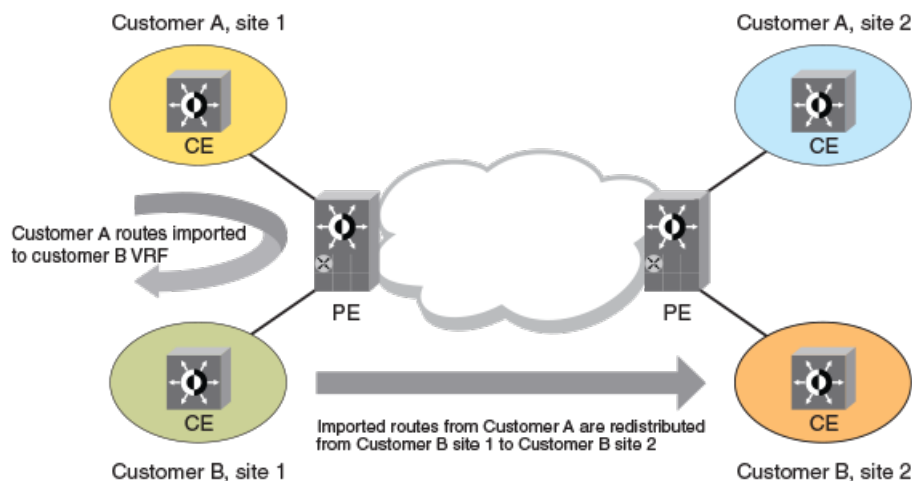 Customer A, site 1
Customer A, site 2
CE
CE
Customer A routes imported
to customer B VRF
PE
PE
CE
CE
Imported routes from Customer A are redistributed
from Customer B site 1 to Customer B site 2
Customer B, site 1
Customer B, site 2